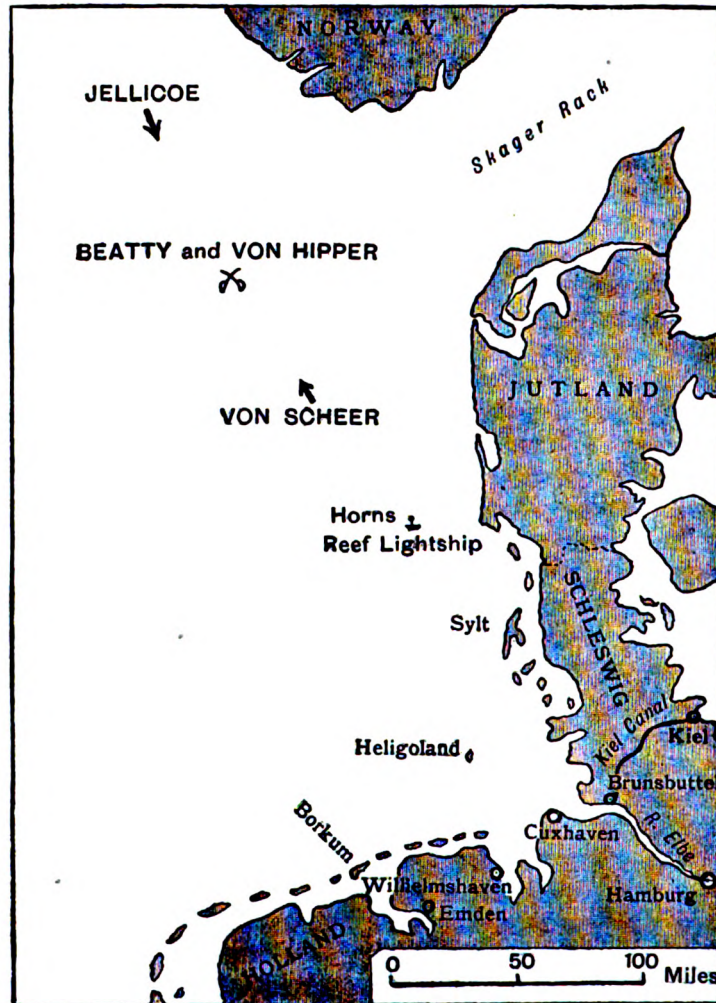 NORWAY
JELLICOE
Skager Rack
BEATTY and VON HIPPER
JUTLAND
VON SCHEER
Horns
Reef Lightship
SCHLESWIG
Sylt
Kiel Canal
Kiel
Heligoland
Brunsbuttel
R. Elbe
Borkum
Cuxhaven
Wilhelmshaven
Hamburg
Emden
HOLLAND
0 50 100 Miles